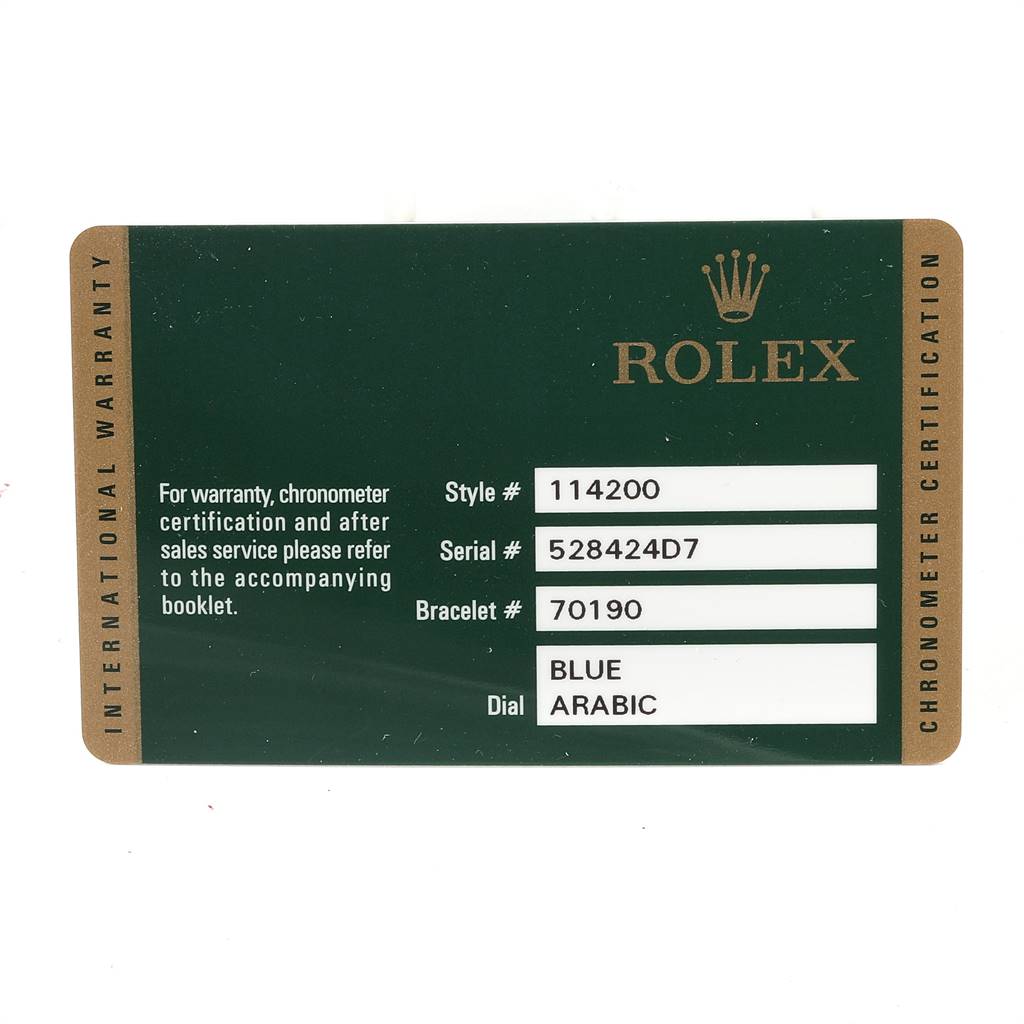 INTERNATIONAL WARRANTY
ROLEX
For warranty, chronometer
certification and after
sales service please refer
to the accompanying
booklet.
Style # 114200
Serial # 528424D7
Bracelet # 70190
BLUE
Dial ARABIC
CHRONOMETER CERTIFICATION